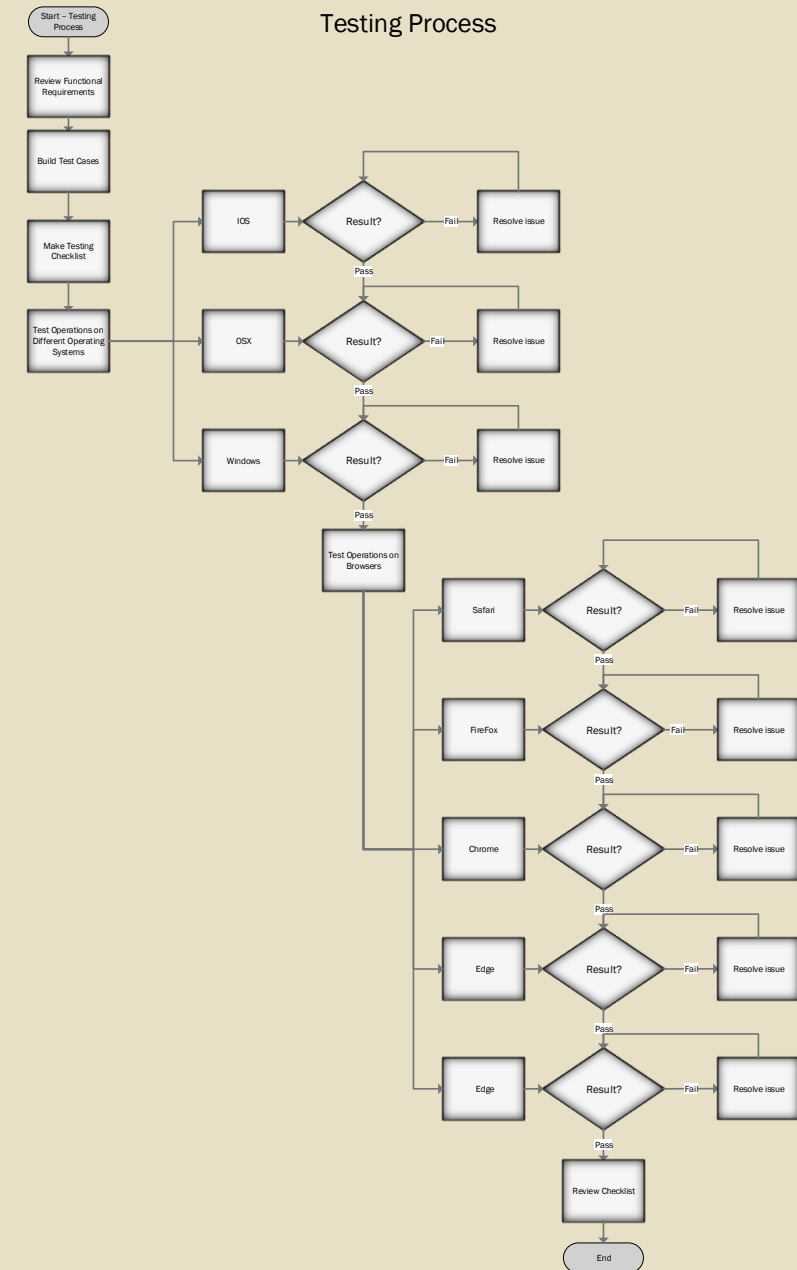 Testing Process
Start – Testing
Process
Review Functional
Requirements
Build Test Cases
Make Testing
Checklist
Test Operations on
Different Operating
Systems
IOS
Result?
Fail
Resolve issue
Pass
OSX
Result?
Fail
Resolve issue
Pass
Windows
Result?
Fail
Resolve issue
Pass
Test Operations on
Browsers
Safari
Result?
Fail
Resolve issue
Pass
FireFox
Result?
Fail
Resolve issue
Pass
Chrome
Result?
Fail
Resolve issue
Pass
Edge
Result?
Fail
Resolve issue
Pass
Edge
Result?
Fail
Resolve issue
Pass
Review Checklist
End